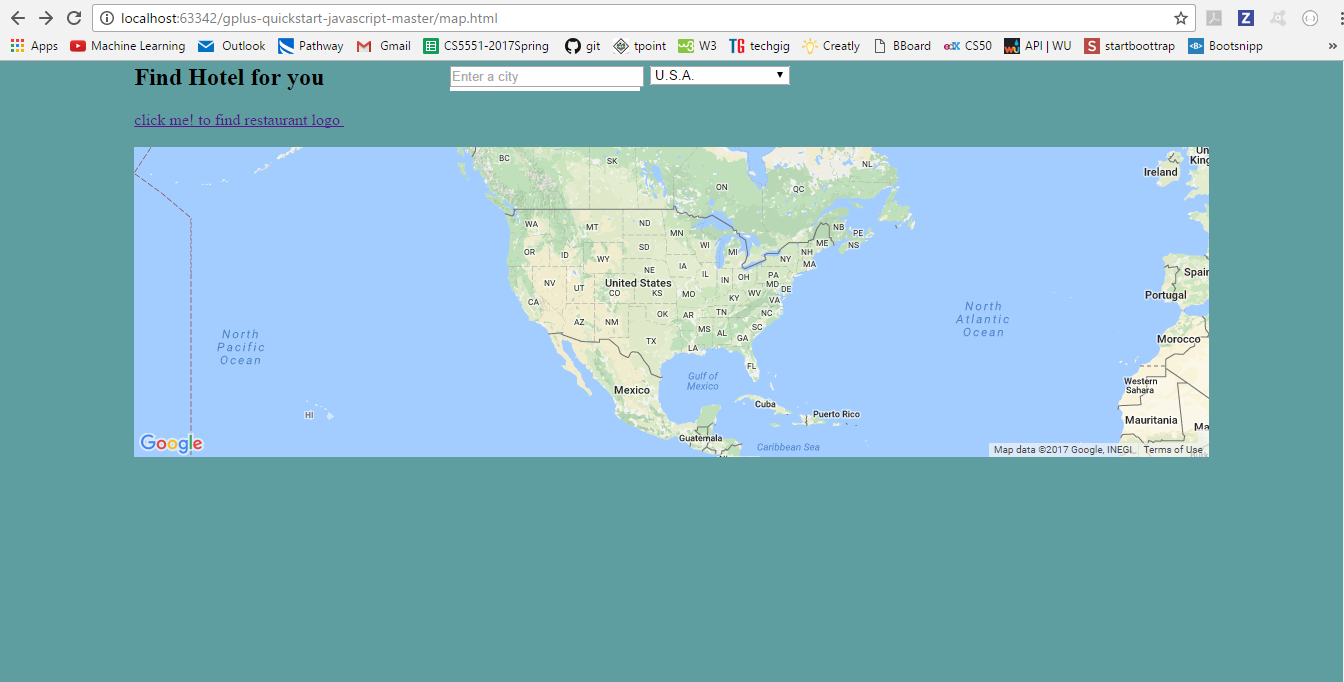 localhost:63342/gplus-quickstart-javascript-master/map.html
Apps Machine Learning Outlook Pathway Gmail CS5551-2017Spring git tpoint W3 techgig Creatly BBoard CS50 API | WU startboottrap Bootsnipp »
Find Hotel for you
Enter a city
U.S.A.
click me! to find restaurant logo
BC
SK
ON
QC
NL
Ireland
WA
MT
ND
MN
WI
MI
NB
PE
NS
ME
NH
MA
NY
OR
ID
WY
SD
NE
IA
IL
IN
OH
PA
MD
DE
NV
UT
United States
CO
KS
MO
KY
WV
VA
CA
AZ
NM
OK
AR
TN
NC
SC
MS
AL
GA
TX
LA
FL
Portugal
Morocco
Western
Sahara
Mauritania
North
Pacific
Ocean
North
Atlantic
Ocean
Gulf of
Mexico
Mexico
Cuba
Puerto Rico
HI
Guatemala
Caribbean Sea
Google
Map data ©2017 Google, INEGI
Terms of Use